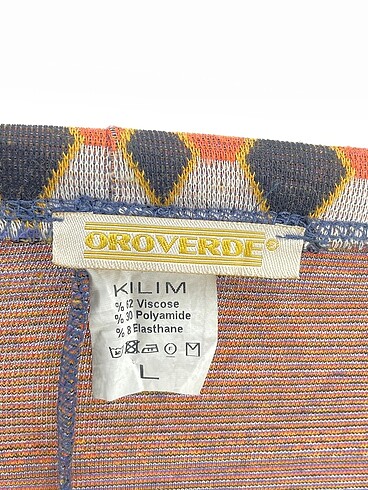 OROVERDE®
KILIM
% 62 Viscose
% 30 Polyamide
% 8 Elasthane
M
L